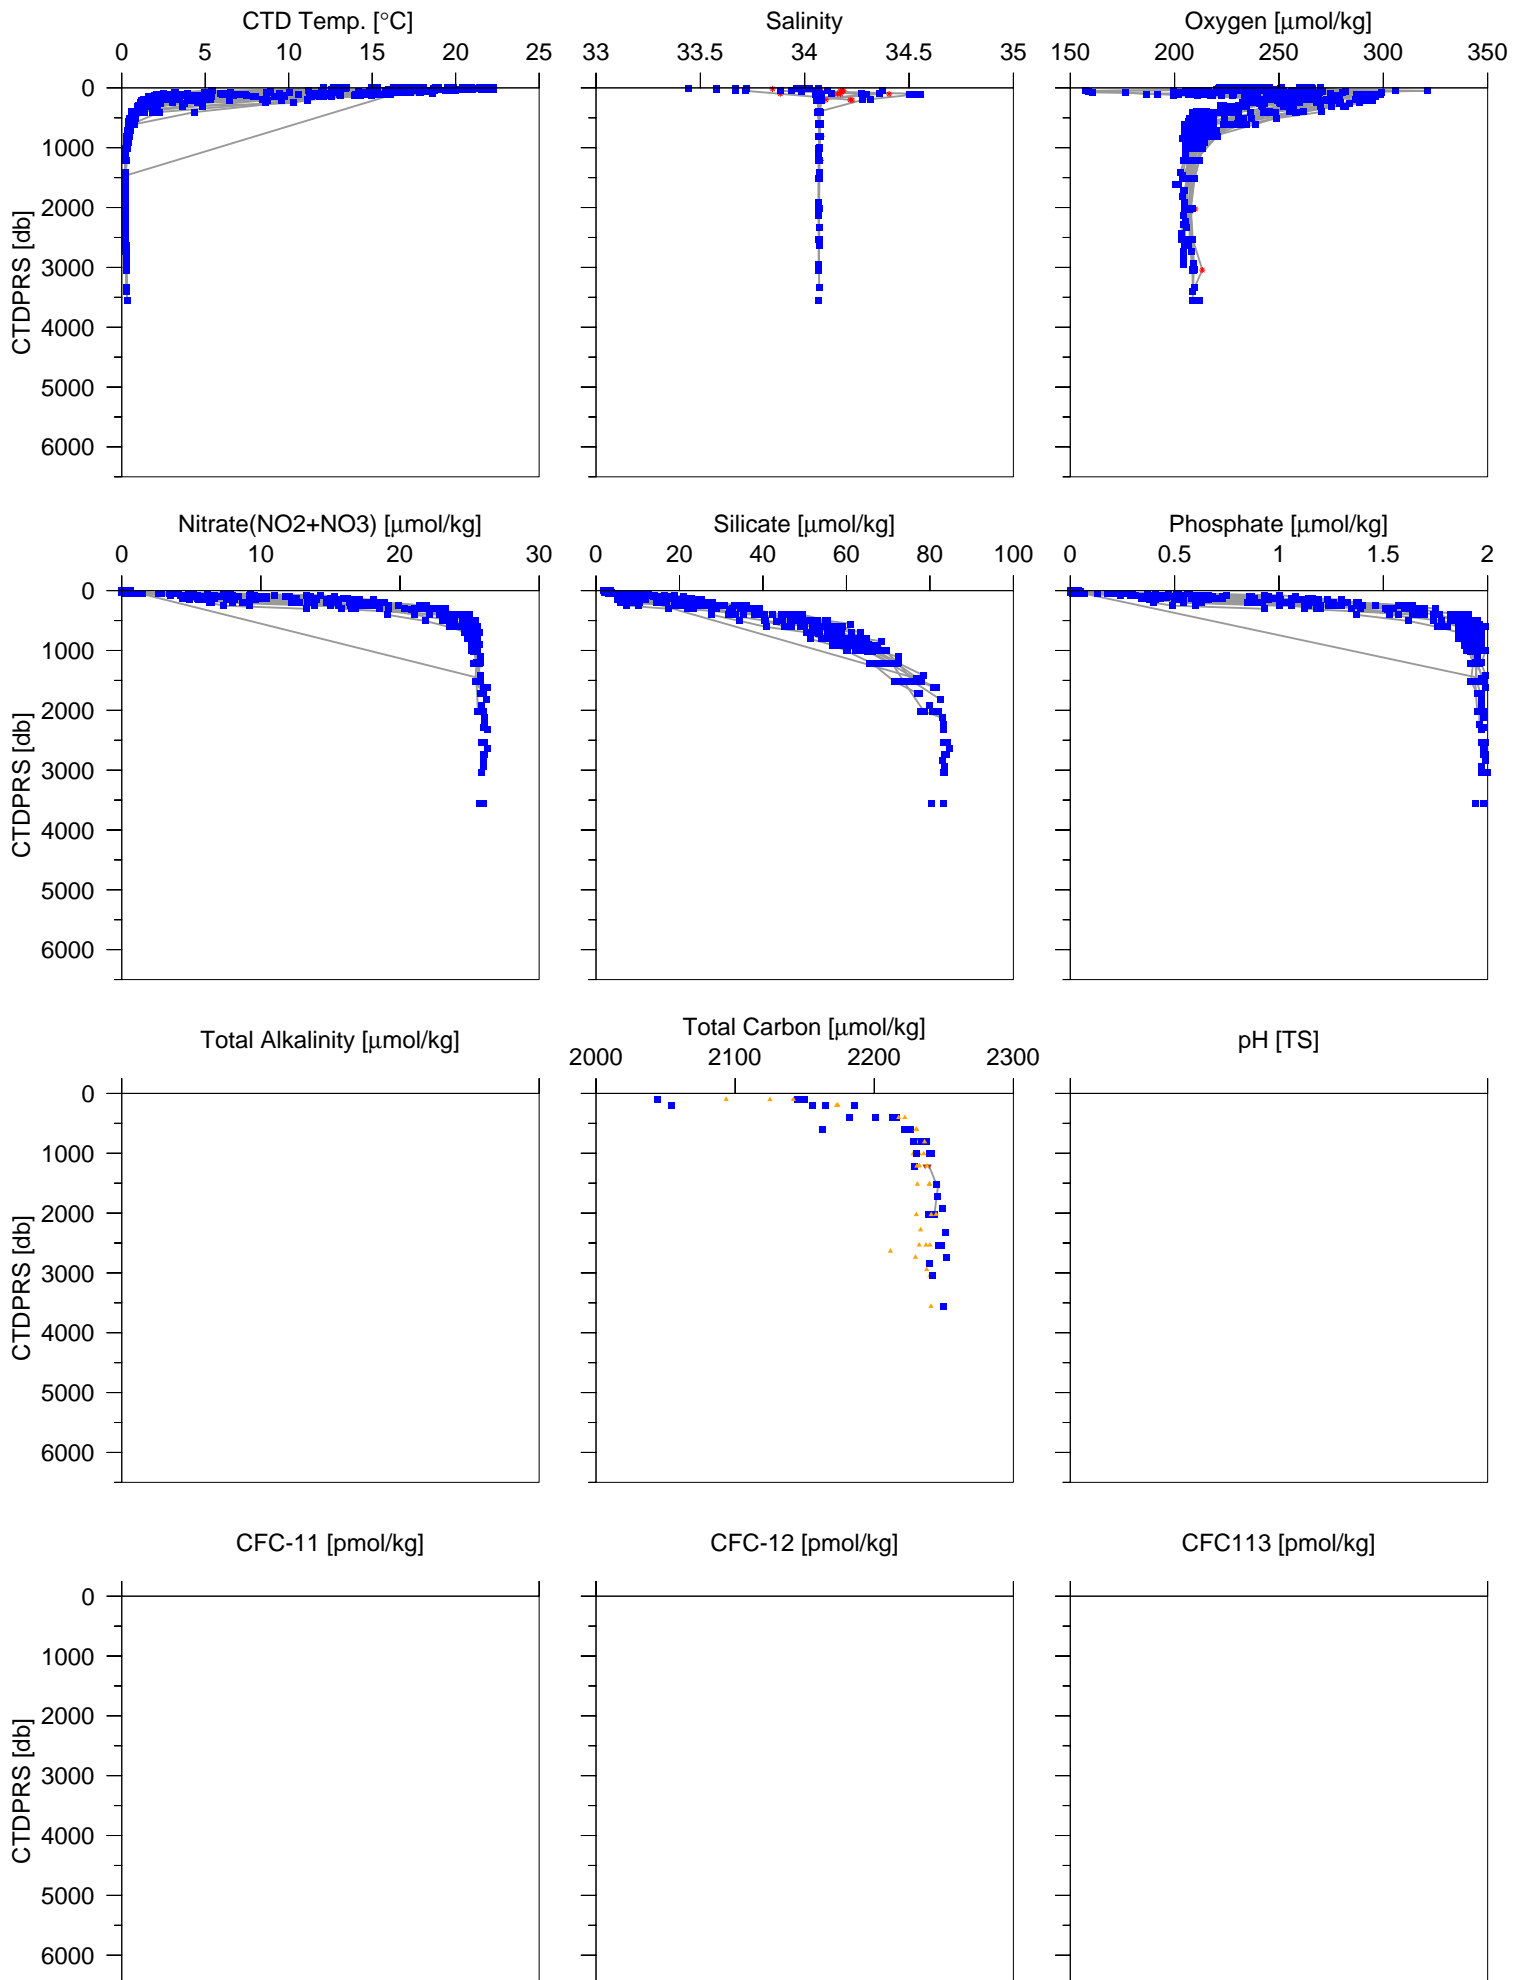 CTD Temp. [°C] Salinity Oxygen [μmol/kg]
0 5 10 15 20 25 33 33.5 34 34.5 35 150 200 250 300 350
0
1000
2000
3000
4000
5000
6000
CTDPRS [db]
Nitrate(NO2+NO3) [μmol/kg] Silicate [μmol/kg] Phosphate [μmol/kg]
0 10 20 30 0 20 40 60 80 100 0 0.5 1 1.5 2
0
1000
2000
3000
4000
5000
6000
CTDPRS [db]
Total Alkalinity [μmol/kg] Total Carbon [μmol/kg] pH [TS]
2000 2100 2200 2300
0
1000
2000
3000
4000
5000
6000
CTDPRS [db]
CFC-11 [pmol/kg] CFC-12 [pmol/kg] CFC113 [pmol/kg]
0
1000
2000
3000
4000
5000
6000
CTDPRS [db]